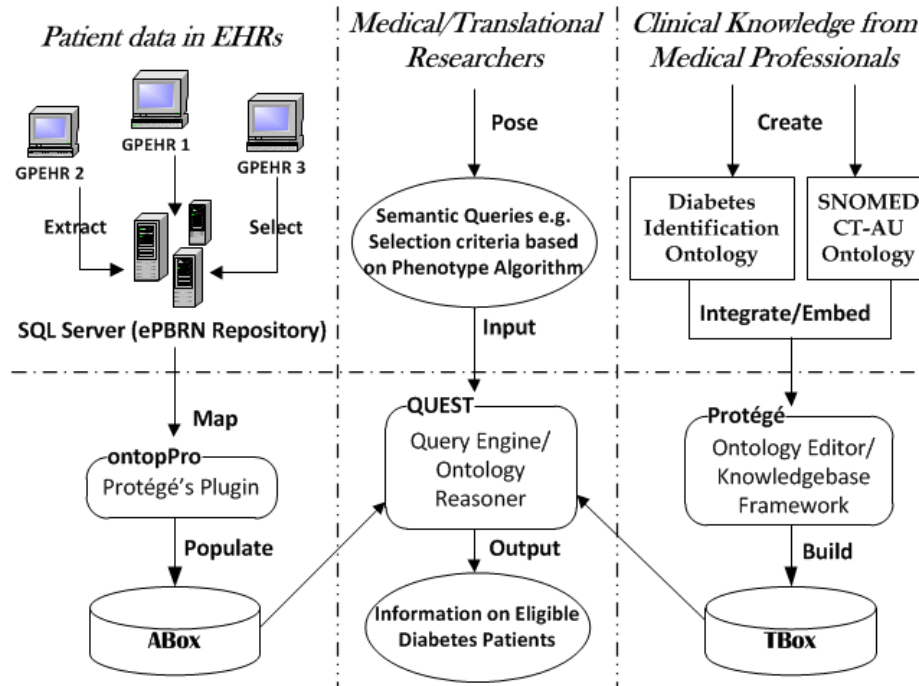 Patient data in EHRs
GPEHR 1
GPEHR 2
GPEHR 3
Extract
Select
SQL Server (ePBRN Repository)
Map
ontopPro
Protégé's Plugin
Populate
ABox
Medical/Translational
Researchers
Pose
Semantic Queries e.g.
Selection criteria based
on Phenotype Algorithm
Input
QUEST
Query Engine/
Ontology
Reasoner
Output
Information on Eligible
Diabetes Patients
Clinical Knowledge from
Medical Professionals
Create
Diabetes
Identification
Ontology
SNOMED
CT-AU
Ontology
Integrate/Embed
Protégé
Ontology Editor/
Knowledgebase
Framework
Build
TBox